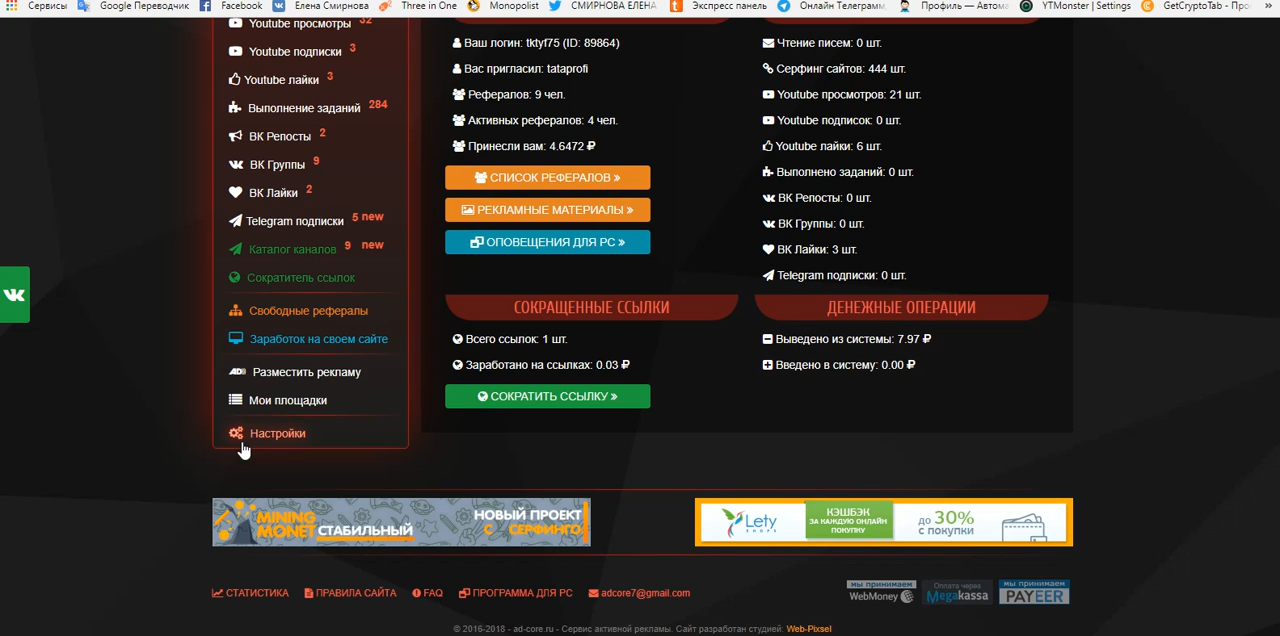 Сервисы Google Переводчик Facebook Елена Смирнова Three in One Monopolist СМИРНОВА ЕЛЕНА Экспресс панель Онлайн Телеграмм Профиль — Автома YTMonster | Settings GetCryptoTab - Про »
Youtube просмотры 32
Youtube подписки 3
Youtube лайки 3
Выполнение заданий 284
ВК Репосты 2
ВК Группы 9
ВК Лайки 2
Telegram подписки 5 new
Каталог каналов 9 new
Сократитель ссылок
Свободные рефералы
Заработок на своем сайте
AD Разместить рекламу
Мои площадки
Настройки
Ваш логин: tktyf75 (ID: 89864)
Вас пригласил: tataprofi
Рефералов: 9 чел.
Активных рефералов: 4 чел.
Принесли вам: 4.6472 ₽
СПИСОК РЕФЕРАЛОВ »
РЕКЛАМНЫЕ МАТЕРИАЛЫ »
ОПОВЕЩЕНИЯ ДЛЯ PC »
Чтение писем: 0 шт.
Серфинг сайтов: 444 шт.
Youtube просмотров: 21 шт.
Youtube подписок: 0 шт.
Youtube лайки: 6 шт.
Выполнено заданий: 0 шт.
ВК Репосты: 0 шт.
ВК Группы: 0 шт.
ВК Лайки: 3 шт.
Telegram подписки: 0 шт.
СОКРАЩЕННЫЕ ССЫЛКИ
Всего ссылок: 1 шт.
Заработано на ссылках: 0.03 ₽
СОКРАТИТЬ ССЫЛКУ »
ДЕНЕЖНЫЕ ОПЕРАЦИИ
Выведено из системы: 7.97 ₽
Введено в систему: 0.00 ₽
MINING
MONEY СТАБИЛЬНЫЙ
НОВЫЙ ПРОЕКТ
С СЕРФИНГОМ
Lety
SHOPS
КЭШБЭК
ЗА КАЖДУЮ ОНЛАЙН
ПОКУПКУ
до 30%
с покупки
СТАТИСТИКА ПРАВИЛА САЙТА FAQ ПРОГРАММА ДЛЯ PC adcore7@gmail.com
мы принимаем
WebMoney
Оплата через
Megakassa
мы принимаем
PAYEER
© 2016-2018 - ad-core.ru - Сервис активной рекламы. Сайт разработан студией: Web-Pixsel